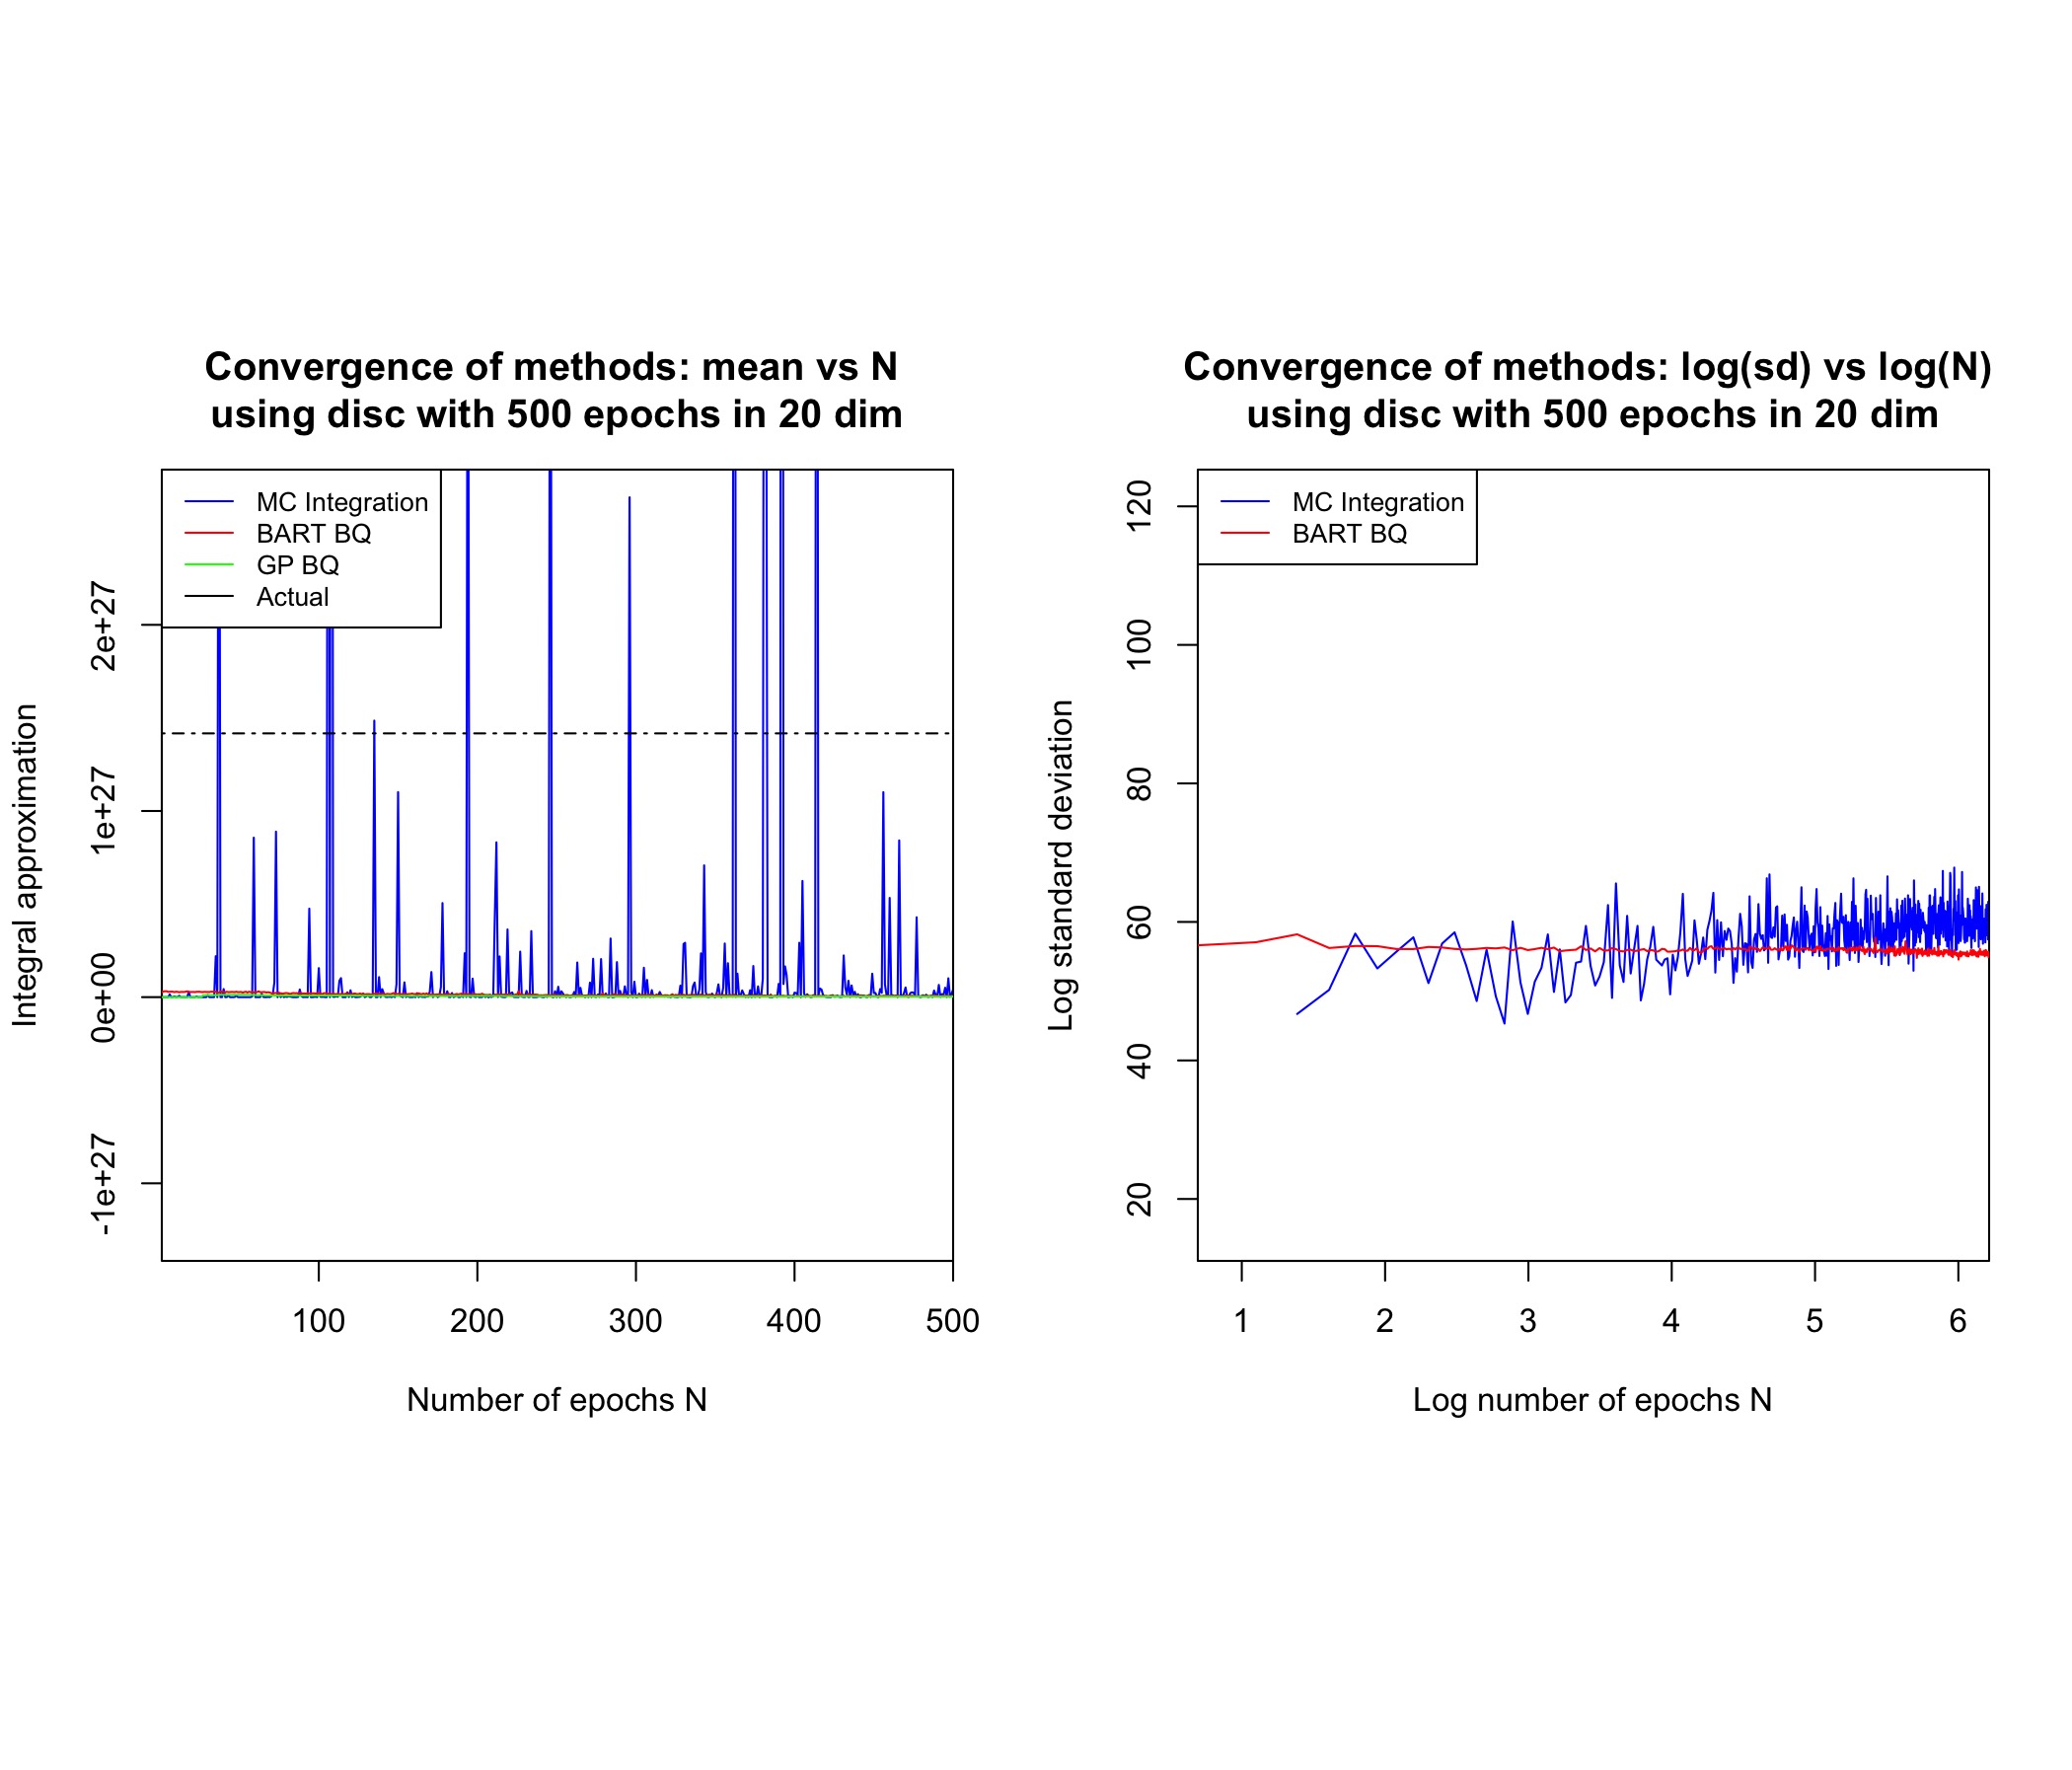 Convergence of methods: mean vs N
using disc with 500 epochs in 20 dim
MC Integration
BART BQ
GP BQ
Actual
Integral approximation
2e+27
1e+27
0e+00
-1e+27
100 200 300 400 500
Number of epochs N
Convergence of methods: log(sd) vs log(N)
using disc with 500 epochs in 20 dim
MC Integration
BART BQ
Log standard deviation
120
100
80
60
40
20
1 2 3 4 5 6
Log number of epochs N